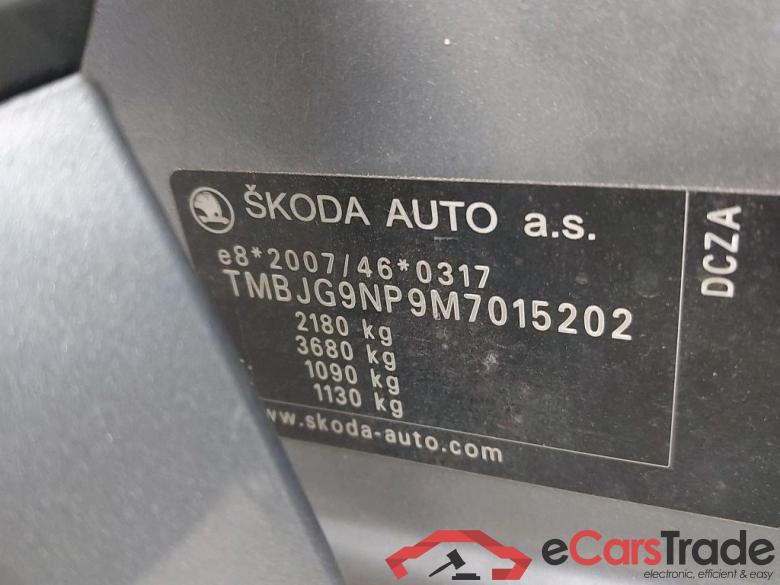 ŠKODA AUTO a.s.
e8*2007/46*0317
TMBJG9NP9M7015202
2180 kg
3680 kg
1090 kg
1130 kg
www.skoda-auto.com
DCZA
eCarsTrade
electronic, efficient & easy